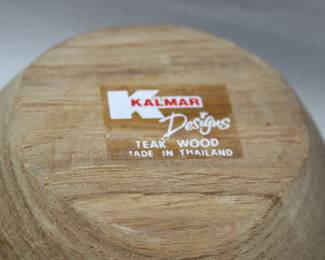 K KALMAR
Designs
TEAK WOOD
MADE IN THAILAND